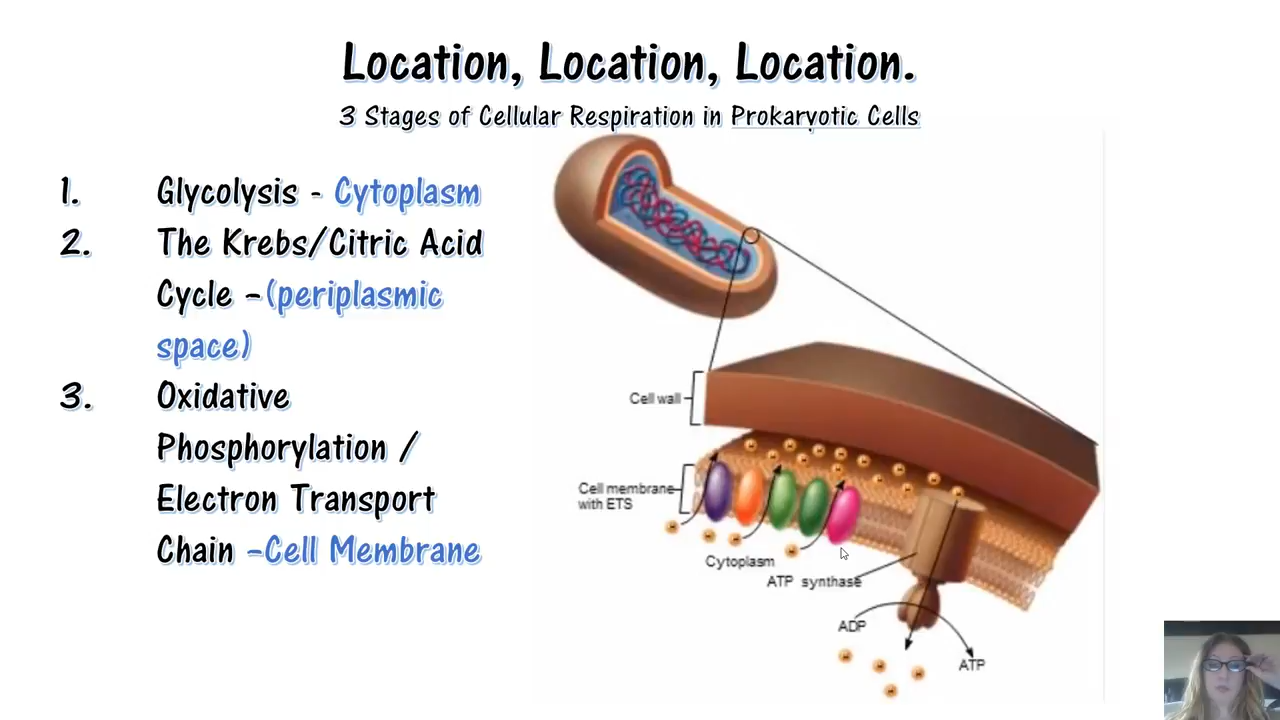 Location, Location, Location.
3 Stages of Cellular Respiration in Prokaryotic Cells
1. Glycolysis - Cytoplasm
2. The Krebs/Citric Acid
Cycle –(periplasmic
space)
3. Oxidative
Phosphorylation /
Electron Transport
Chain –Cell Membrane
Cell wall
Cell membrane
with ETS
Cytoplasm
ATP synthase
ADP
ATP